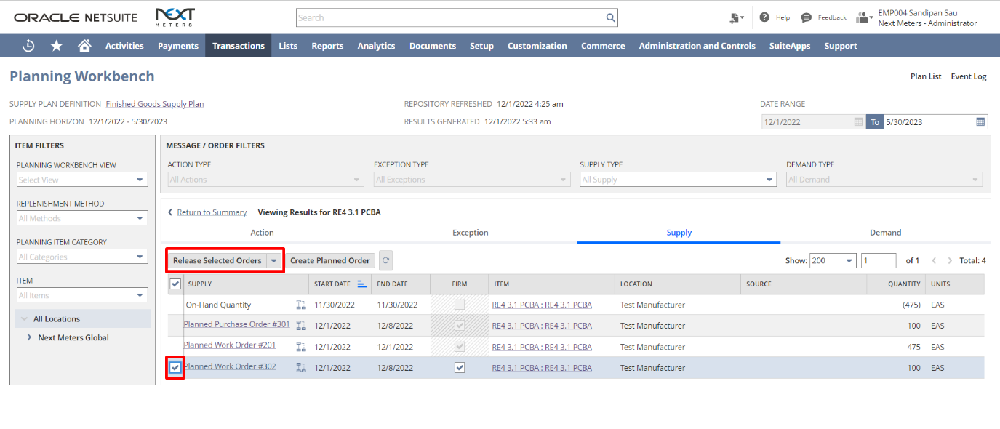 ORACLE NETSUITE
NEXT
METERS
Search
Help
Feedback
EMP004 Sandipan Sau
Next Meters - Administrator
Activities
Payments
Transactions
Lists
Reports
Analytics
Documents
Setup
Customization
Commerce
Administration and Controls
SuiteApps
Support
Planning Workbench
Plan List
Event Log
SUPPLY PLAN DEFINITION Finished Goods Supply Plan
REPOSITORY REFRESHED 12/1/2022 4:25 am
DATE RANGE
PLANNING HORIZON 12/1/2022 - 5/30/2023
RESULTS GENERATED 12/1/2022 5:33 am
12/1/2022 To 5/30/2023
ITEM FILTERS
PLANNING WORKBENCH VIEW
Select View
REPLENISHMENT METHOD
All Methods
PLANNING ITEM CATEGORY
All Categories
ITEM
All Items
All Locations
Next Meters Global
MESSAGE / ORDER FILTERS
ACTION TYPE
All Actions
EXCEPTION TYPE
All Exceptions
SUPPLY TYPE
All Supply
DEMAND TYPE
All Demand
Return to Summary
Viewing Results for RE4 3.1 PCBA
Action
Exception
Supply
Demand
Release Selected Orders
Create Planned Order
Show: 200
1 of 1
Total: 4
SUPPLY START DATE END DATE FIRM ITEM LOCATION SOURCE QUANTITY UNITS
On-Hand Quantity 11/30/2022 11/30/2022 RE4 3.1 PCBA : RE4 3.1 PCBA Test Manufacturer (475) EAS
Planned Purchase Order #301 12/1/2022 12/8/2022 RE4 3.1 PCBA : RE4 3.1 PCBA Test Manufacturer 100 EAS
Planned Work Order #201 12/1/2022 12/1/2022 RE4 3.1 PCBA : RE4 3.1 PCBA Test Manufacturer 475 EAS
Planned Work Order #302 12/1/2022 12/8/2022 RE4 3.1 PCBA : RE4 3.1 PCBA Test Manufacturer 100 EAS